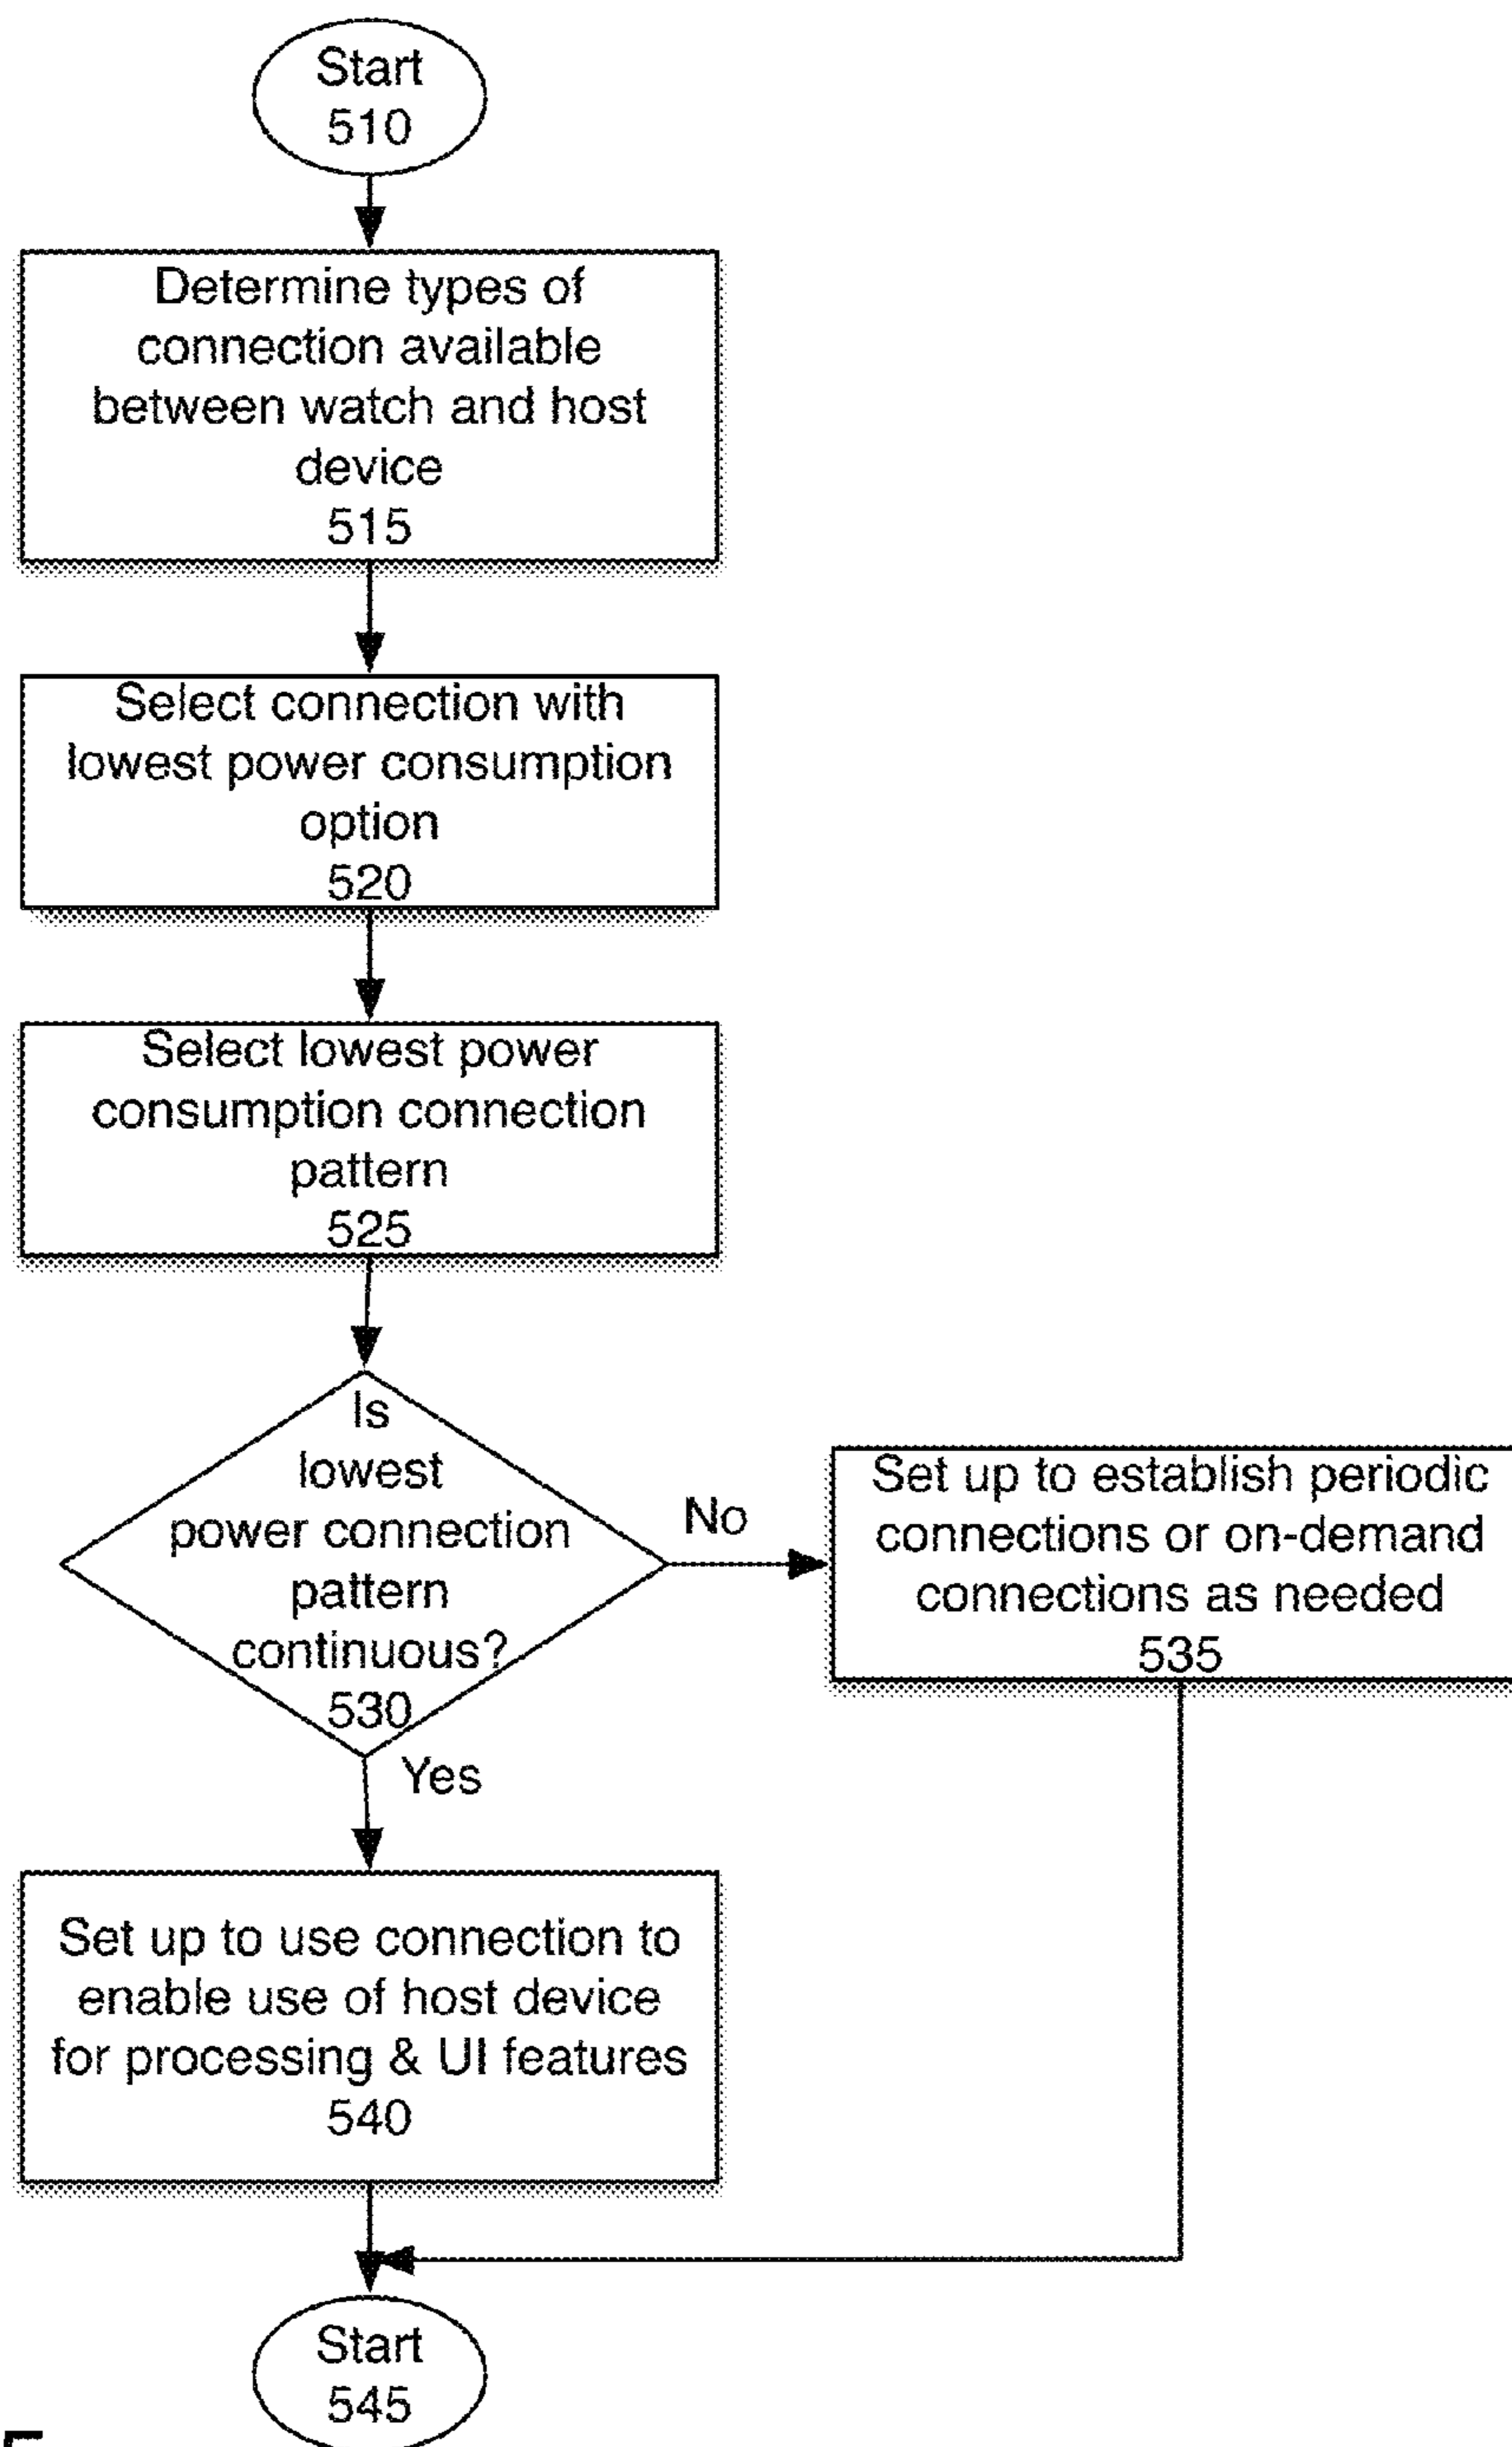 Start
510
Determine types of
connection available
between watch and host
device
515
Select connection with
lowest power consumption
option
520
Select lowest power
consumption connection
pattern
525
Is
lowest
power connection
pattern
continuous?
530
No
Set up to establish periodic
connections or on-demand
connections as needed
535
Yes
Set up to use connection to
enable use of host device
for processing & UI features
540
Start
545